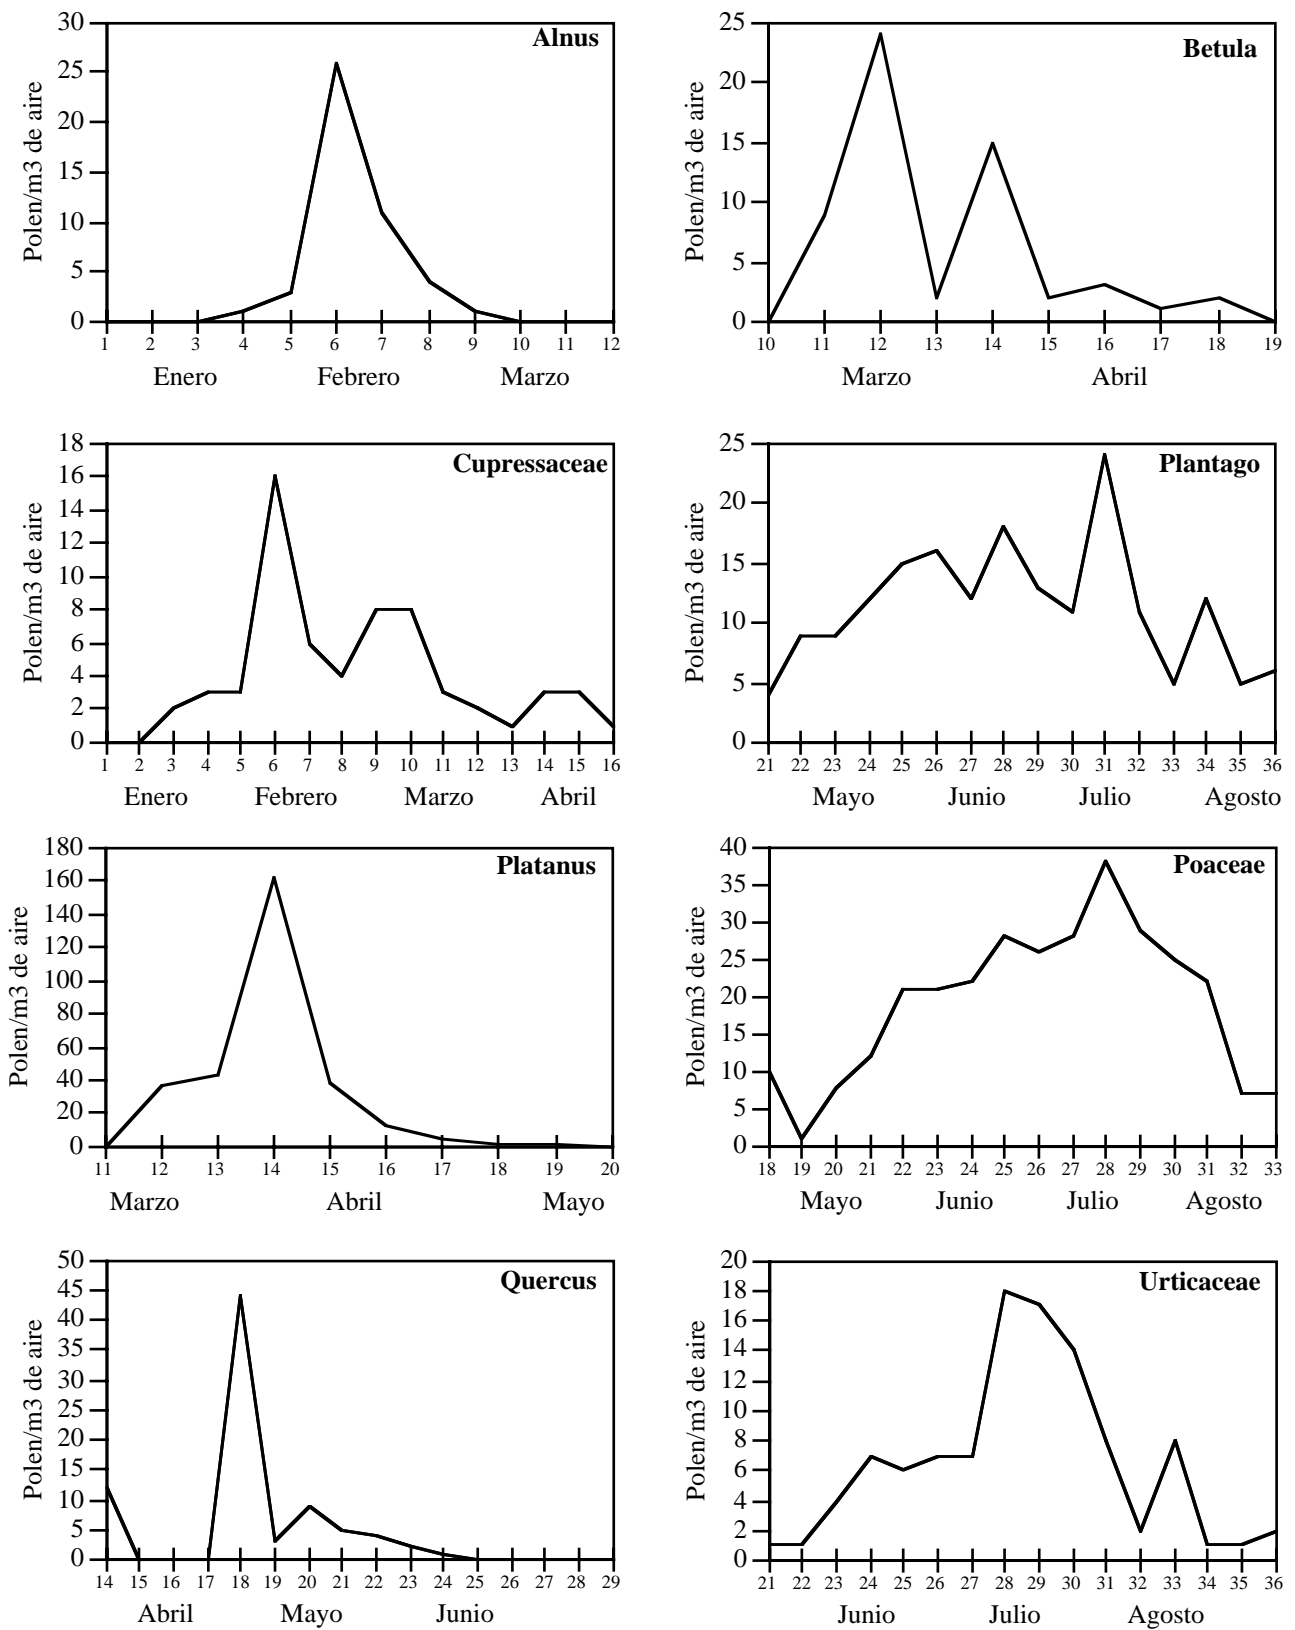 Alnus
Polen/m3 de aire
30
25
20
15
10
5
0
1 2 3 4 5 6 7 8 9 10 11 12
Enero Febrero Marzo
Betula
Polen/m3 de aire
25
20
15
10
5
0
10 11 12 13 14 15 16 17 18 19
Marzo Abril
Cupressaceae
Polen/m3 de aire
18
16
14
12
10
8
6
4
2
0
1 2 3 4 5 6 7 8 9 10 11 12 13 14 15 16
Enero Febrero Marzo Abril
Plantago
Polen/m3 de aire
25
20
15
10
5
0
21 22 23 24 25 26 27 28 29 30 31 32 33 34 35 36
Mayo Junio Julio Agosto
Platanus
Polen/m3 de aire
180
160
140
120
100
80
60
40
20
0
11 12 13 14 15 16 17 18 19 20
Marzo Abril Mayo
Poaceae
Polen/m3 de aire
40
35
30
25
20
15
10
5
0
18 19 20 21 22 23 24 25 26 27 28 29 30 31 32 33
Mayo Junio Julio Agosto
Quercus
Polen/m3 de aire
50
45
40
35
30
25
20
15
10
5
0
14 15 16 17 18 19 20 21 22 23 24 25 26 27 28 29
Abril Mayo Junio
Urticaceae
Polen/m3 de aire
20
18
16
14
12
10
8
6
4
2
0
21 22 23 24 25 26 27 28 29 30 31 32 33 34 35 36
Junio Julio Agosto